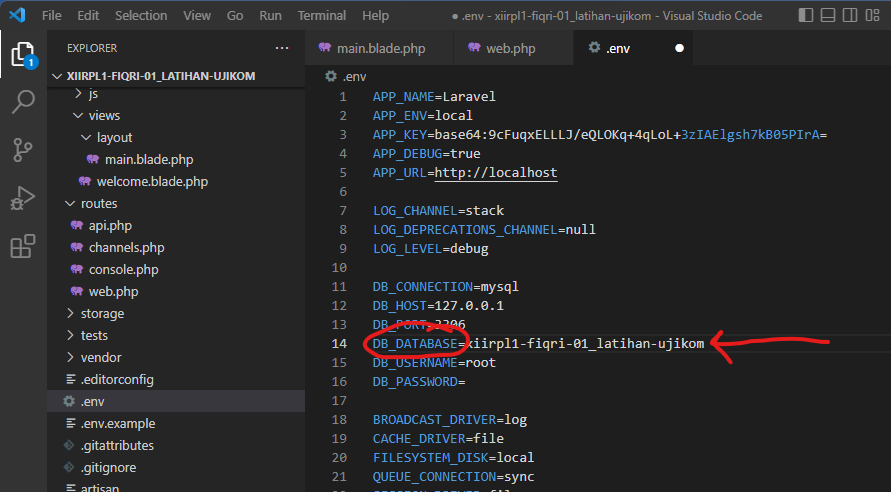 File Edit Selection View Go Run Terminal Help
.env - xiirpl1-fiqri-01_latihan-ujikom - Visual Studio Code
EXPLORER
1
XIIRPL1-FIQRI-01_LATIHAN-UJIKOM
js
views
layout
main.blade.php
welcome.blade.php
routes
api.php
channels.php
console.php
web.php
storage
tests
vendor
.editorconfig
.env
.env.example
.gitattributes
.gitignore
artisan
main.blade.php web.php .env
.env
1 APP_NAME=Laravel
2 APP_ENV=local
3 APP_KEY=base64:9cFuqxELLLJ/eQLOKq+4qLoL+3zIAElgsh7kB05PIrA=
4 APP_DEBUG=true
5 APP_URL=http://localhost
6
7 LOG_CHANNEL=stack
8 LOG_DEPRECATIONS_CHANNEL=null
9 LOG_LEVEL=debug
10
11 DB_CONNECTION=mysql
12 DB_HOST=127.0.0.1
13 DB_PORT=3306
14 DB_DATABASE=xiirpl1-fiqri-01_latihan-ujikom
15 DB_USERNAME=root
16 DB_PASSWORD=
17
18 BROADCAST_DRIVER=log
19 CACHE_DRIVER=file
20 FILESYSTEM_DISK=local
21 QUEUE_CONNECTION=sync